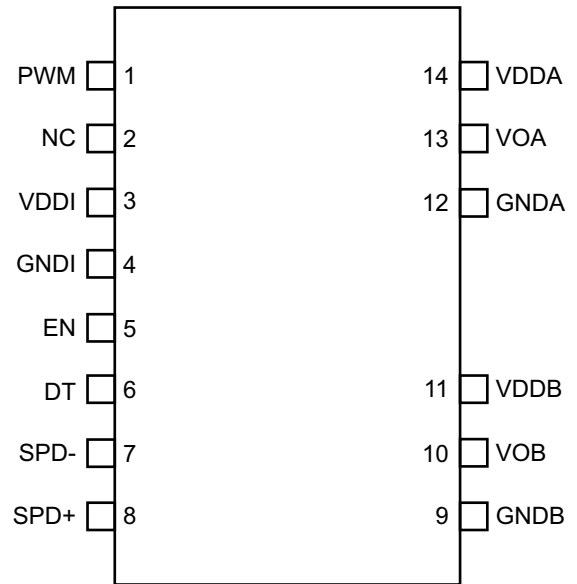 PWM 1 14 VDDA
NC 2 13 VOA
VDDI 3 12 GNDA
GNDI 4
EN 5
DT 6 11 VDDB
SPD- 7 10 VOB
SPD+ 8 9 GNDB